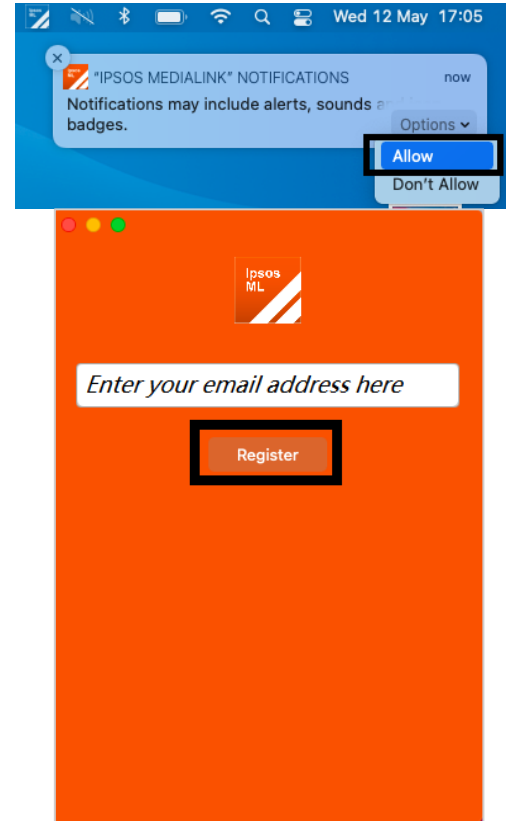 Wed 12 May 17:05
"IPSOS MEDIALINK" NOTIFICATIONS now
Notifications may include alerts, sounds
badges.
Options
Allow
Don't Allow
Ipsos
ML
Enter your email address here
Register